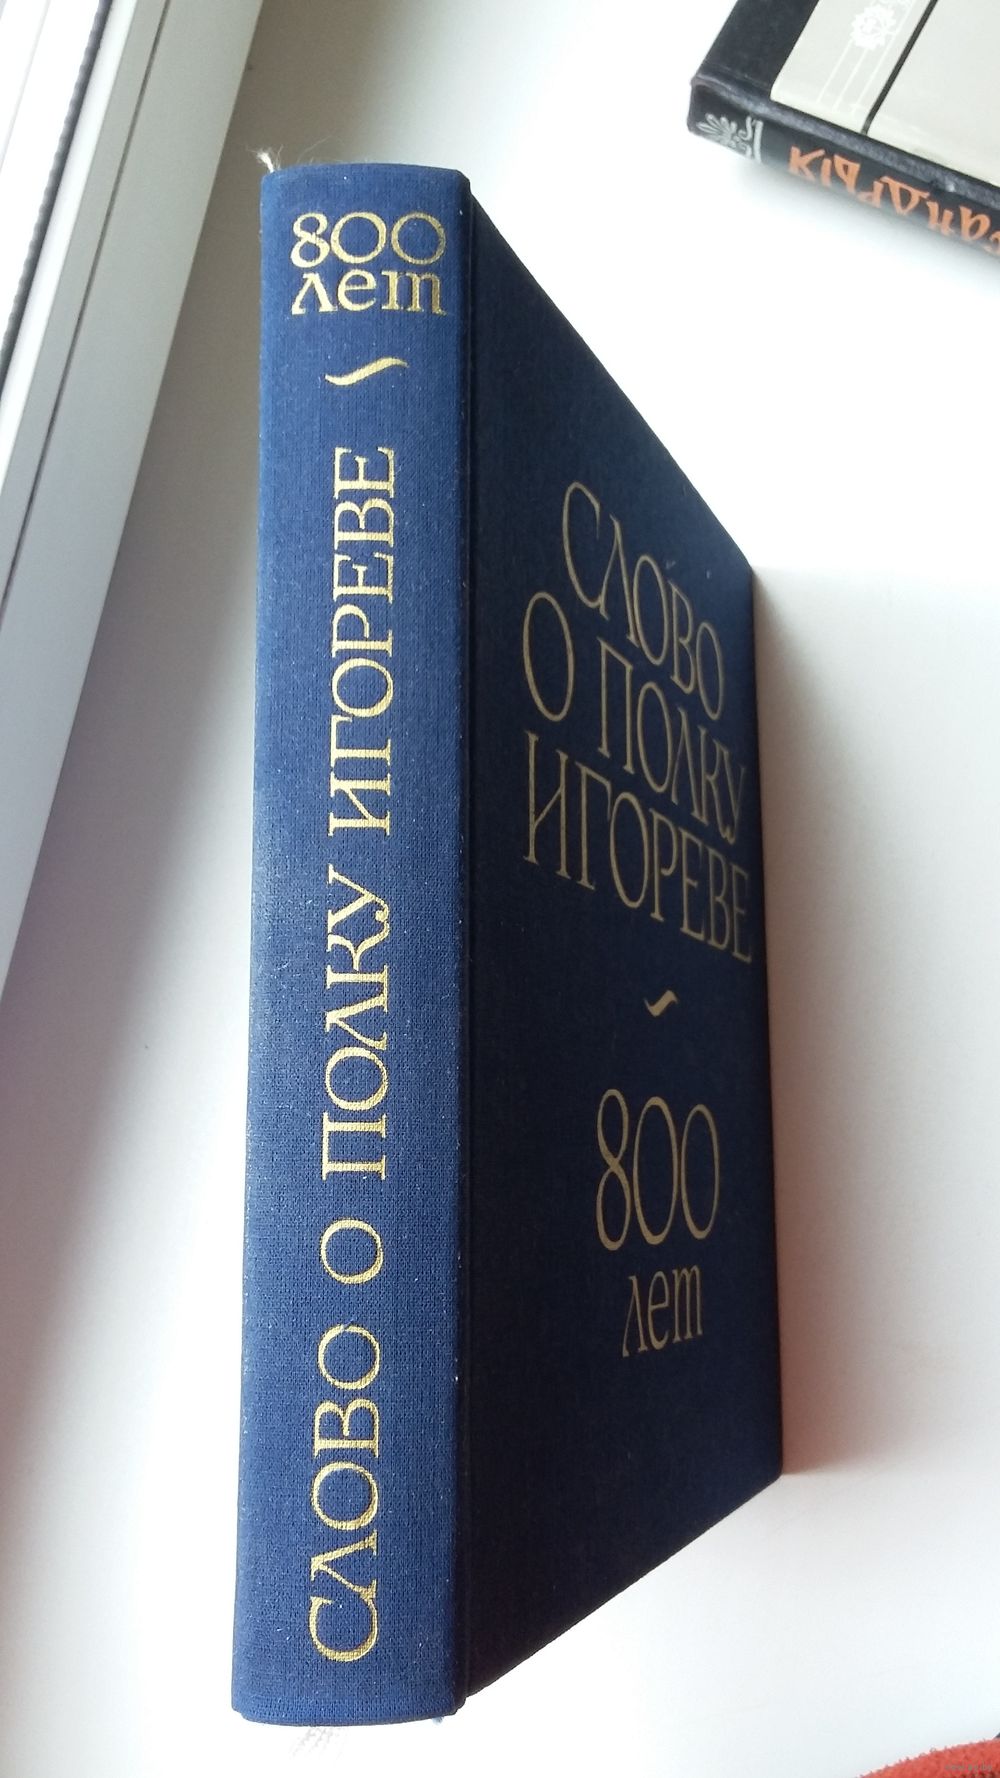 800
лет
СЛОВО О ПОЛКУ ИГОРЕВЕ
СЛОВО
О ПОЛКУ
ИГОРЕВЕ
800
лет